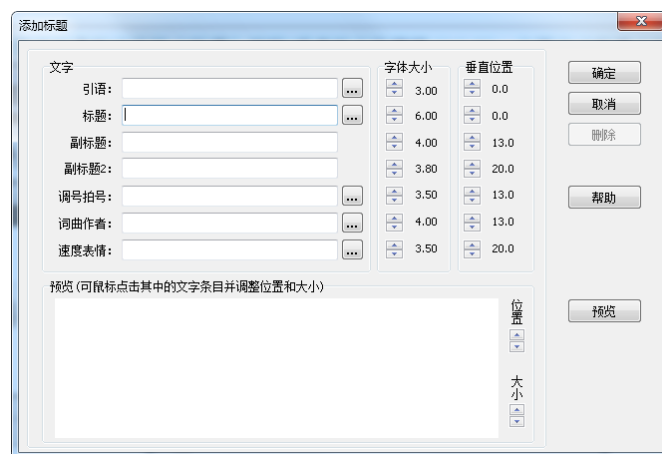 添加标题
文字 字体大小 垂直位置
引语: ... 3.00 0.0 确定
标题: ... 6.00 0.0 取消
副标题: 4.00 13.0 删除
副标题2: 3.80 20.0
调号拍号: ... 3.50 13.0 帮助
词曲作者: ... 4.00 13.0
速度表情: ... 3.50 20.0
预览(可鼠标点击其中的文字条目并调整位置和大小)
位置 预览
大小